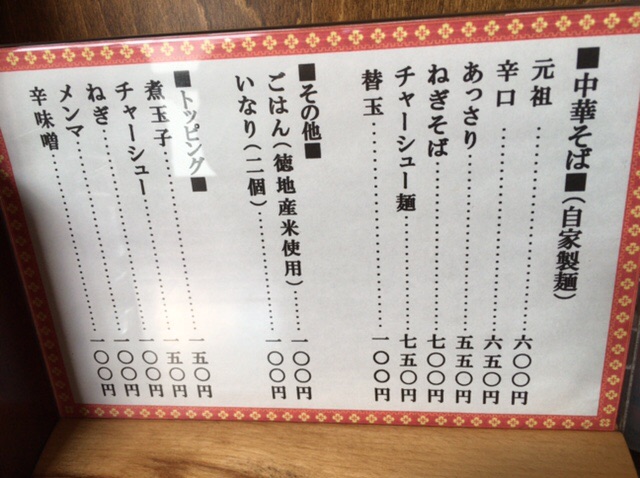 ■中華そば■(自家製麺)
元祖……………………六〇〇円
辛口……………………六五〇円
あっさり………………五五〇円
ねぎそば………………七〇〇円
チャーシュー麺………七五〇円
替玉……………………一〇〇円
■その他■
ごはん(徳地産米使用)……一〇〇円
いなり(二個)…………一〇〇円
■トッピング■
煮玉子…………………一五〇円
チャーシュー…………一五〇円
ねぎ……………………一〇〇円
メンマ…………………一〇〇円
辛味噌…………………一〇〇円